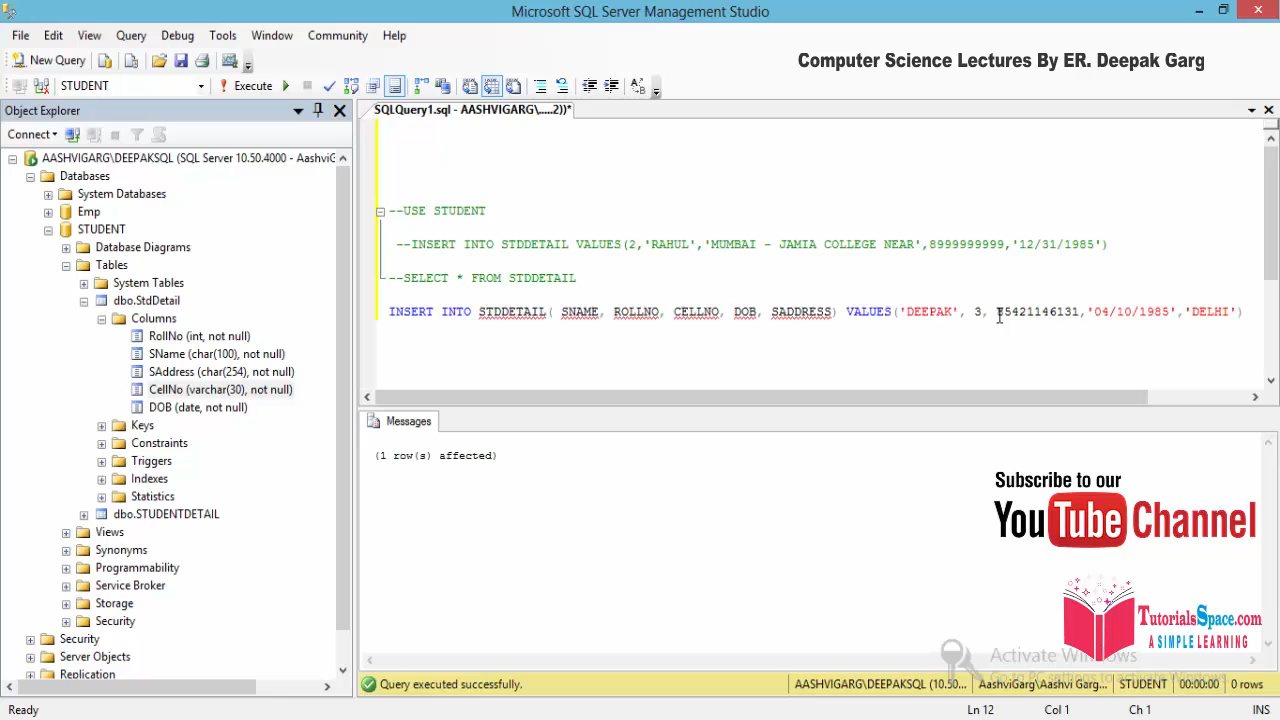 Microsoft SQL Server Management Studio
File Edit View Query Debug Tools Window Community Help
New Query
Computer Science Lectures By ER. Deepak Garg
STUDENT Execute
Object Explorer
SQLQuery1.sql - AASHVIGARG\.....2))*
Connect
AASHVIGARG\DEEPAKSQL (SQL Server 10.50.4000 - AashviG
Databases
System Databases
Emp
STUDENT
Database Diagrams
Tables
System Tables
dbo.StdDetail
Columns
RollNo (int, not null)
SName (char(100), not null)
SAddress (char(254), not null)
CellNo (varchar(30), not null)
DOB (date, not null)
Keys
Constraints
Triggers
Indexes
Statistics
dbo.STUDENTDETAIL
Views
Synonyms
Programmability
Service Broker
Storage
Security
Security
Server Objects
Replication
--USE STUDENT
--INSERT INTO STDDETAIL VALUES(2,'RAHUL','MUMBAI - JAMIA COLLEGE NEAR',8999999999,'12/31/1985')
--SELECT * FROM STDDETAIL
INSERT INTO STDDETAIL( SNAME, ROLLNO, CELLNO, DOB, SADDRESS) VALUES('DEEPAK', 3, '04/10/1985','DELHI')
Messages
(1 row(s) affected)
Subscribe to our
YouTube Channel
TutorialsSpace.com
A SIMPLE LEARNING
Activate Windows
Go to PC settings to activate Windows.
Query executed successfully.
AASHVIGARG\DEEPAKSQL (10.50... AashviGarg\Aashvi Garg... STUDENT 00:00:00 0 rows
Ready Ln 12 Col 1 Ch 1 INS